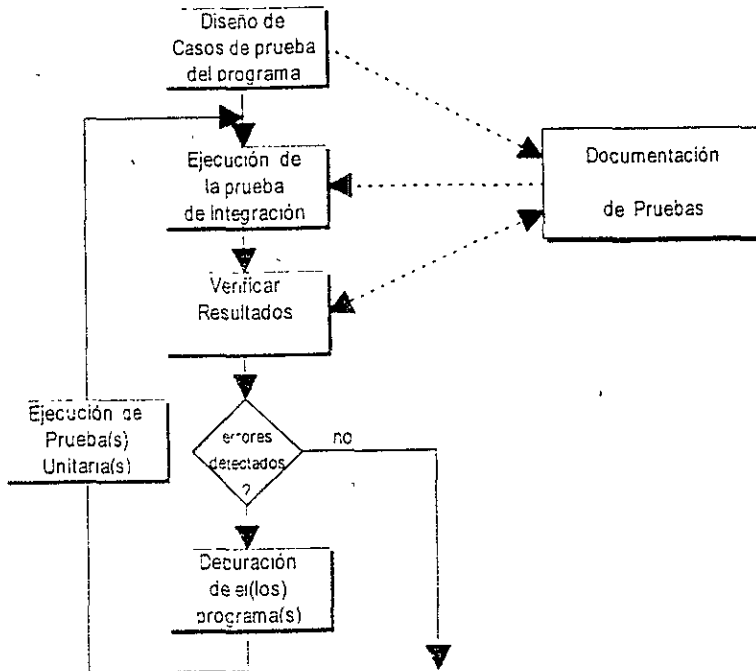 Diseño de
Casos de prueba
del programa
Ejecución de
la prueba
de Integración
Documentación
de Pruebas
Verificar
Resultados
Ejecución de
Prueba(s)
Unitaria(s)
errores
detectados
?
no
Depuración
de el(los)
programa(s)